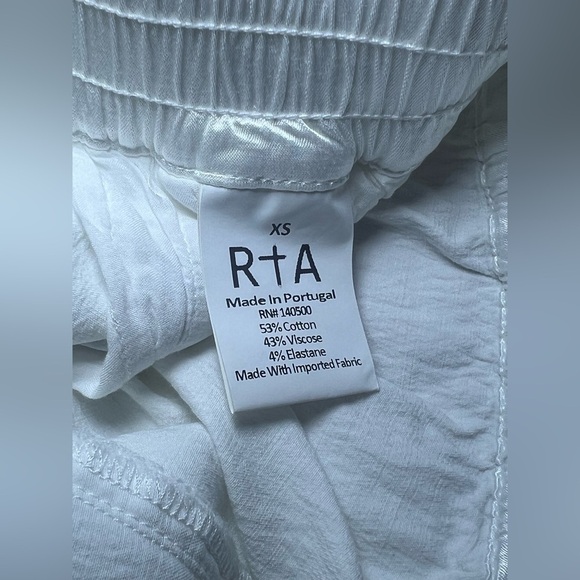 XS
R†A
Made In Portugal
RN# 140500
53% Cotton
43% Viscose
4% Elastane
Made With Imported Fabric